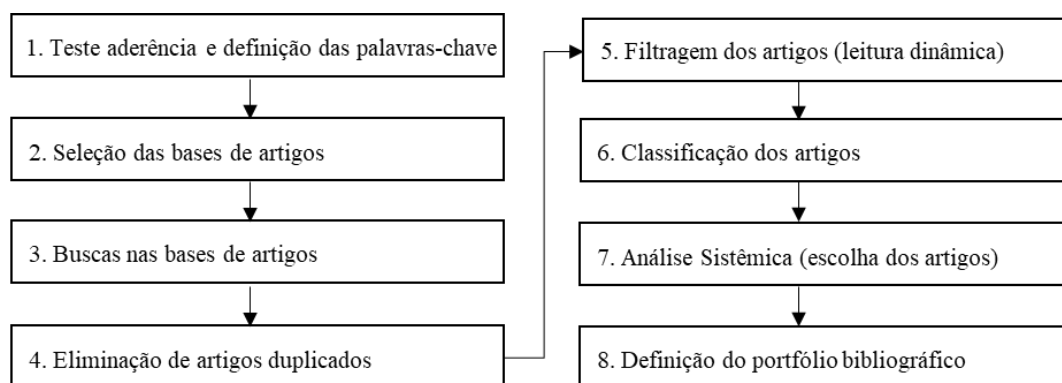 1. Teste aderência e definição das palavras-chave
2. Seleção das bases de artigos
3. Buscas nas bases de artigos
4. Eliminação de artigos duplicados
5. Filtragem dos artigos (leitura dinâmica)
6. Classificação dos artigos
7. Análise Sistêmica (escolha dos artigos)
8. Definição do portfólio bibliográfico